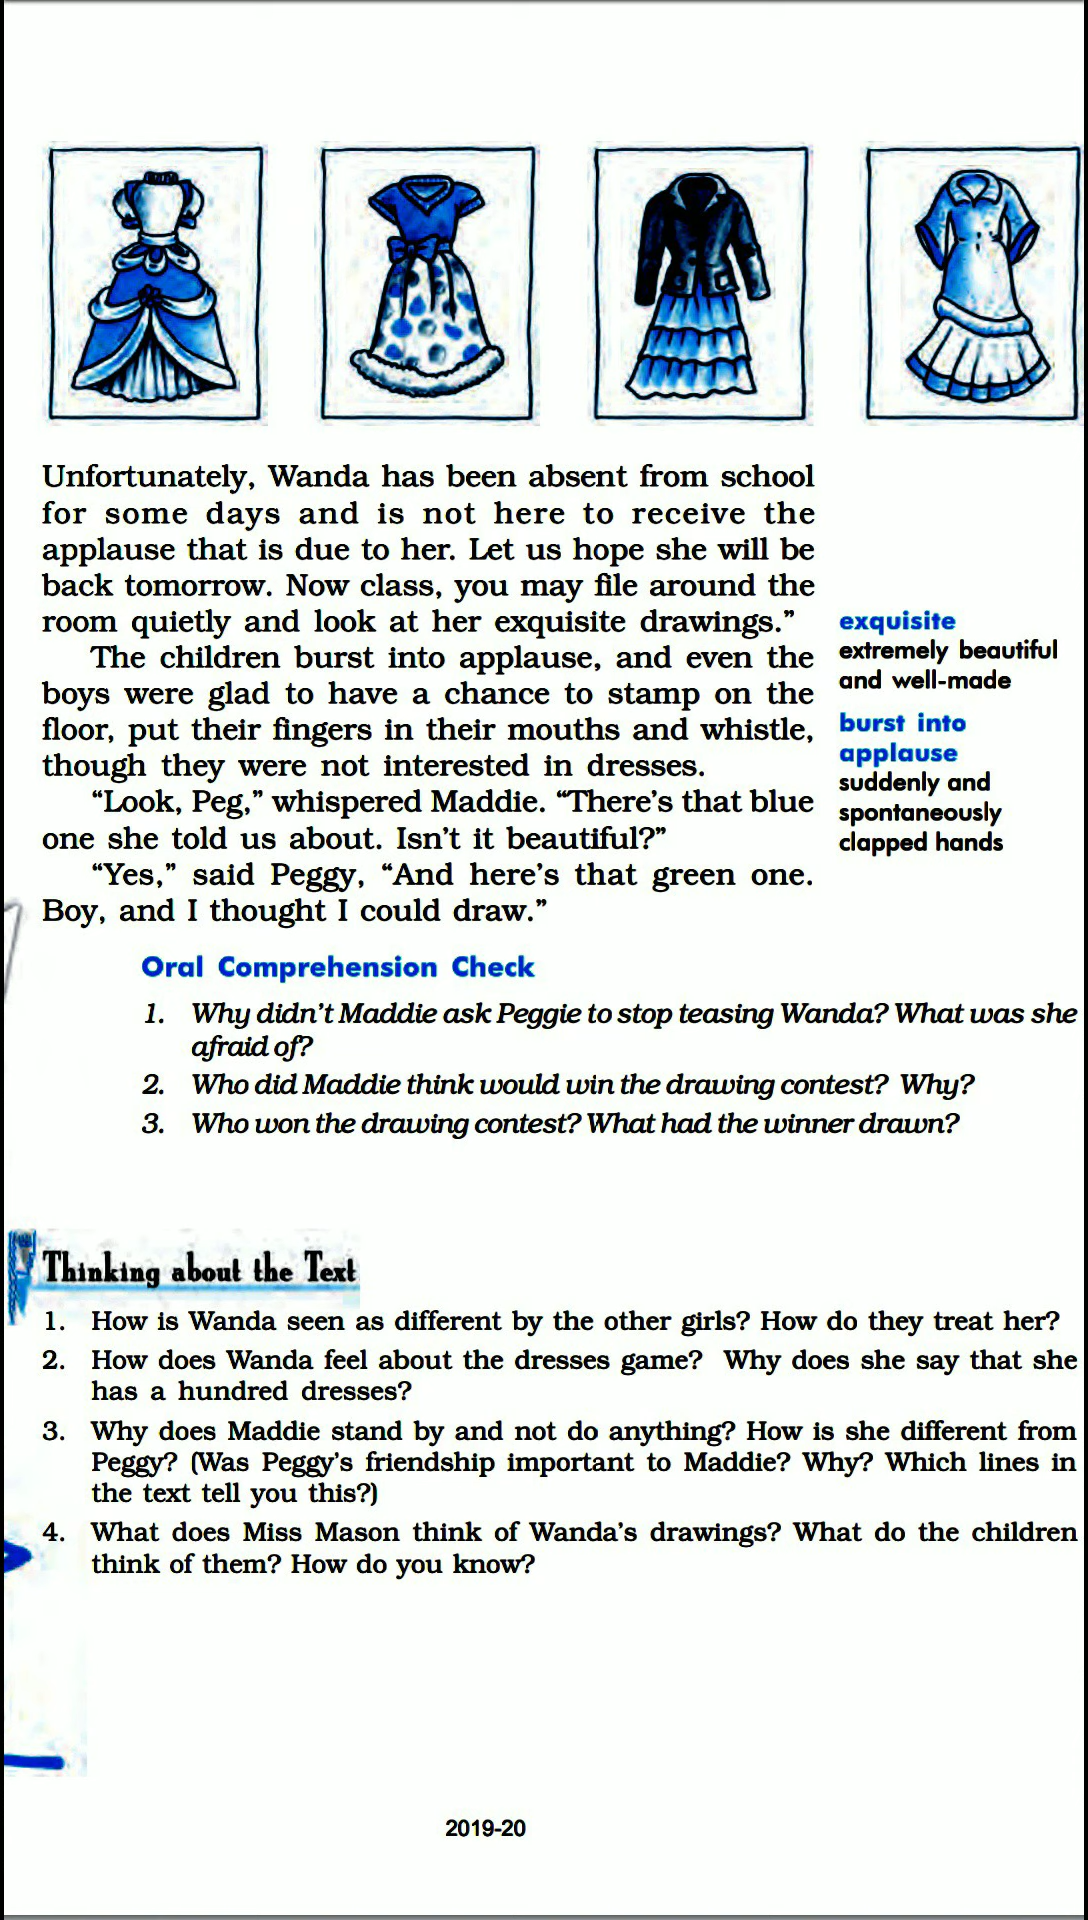 Unfortunately, Wanda has been absent from school
for some days and is not here to receive the
applause that is due to her. Let us hope she will be
back tomorrow. Now class, you may file around the
room quietly and look at her exquisite drawings.”
The children burst into applause, and even the
boys were glad to have a chance to stamp on the
floor, put their fingers in their mouths and whistle,
though they were not interested in dresses.
“Look, Peg,” whispered Maddie. “There’s that blue
one she told us about. Isn’t it beautiful?”
“Yes,” said Peggy, “And here’s that green one.
Boy, and I thought I could draw.”
exquisite
extremely beautiful
and well-made
burst into
applause
suddenly and
spontaneously
clapped hands
Oral Comprehension Check
1. Why didn’t Maddie ask Peggie to stop teasing Wanda? What was she
afraid of?
2. Who did Maddie think would win the drawing contest? Why?
3. Who won the drawing contest? What had the winner drawn?
Thinking about the Text
1. How is Wanda seen as different by the other girls? How do they treat her?
2. How does Wanda feel about the dresses game? Why does she say that she
has a hundred dresses?
3. Why does Maddie stand by and not do anything? How is she different from
Peggy? (Was Peggy’s friendship important to Maddie? Why? Which lines in
the text tell you this?)
4. What does Miss Mason think of Wanda’s drawings? What do the children
think of them? How do you know?
2019-20